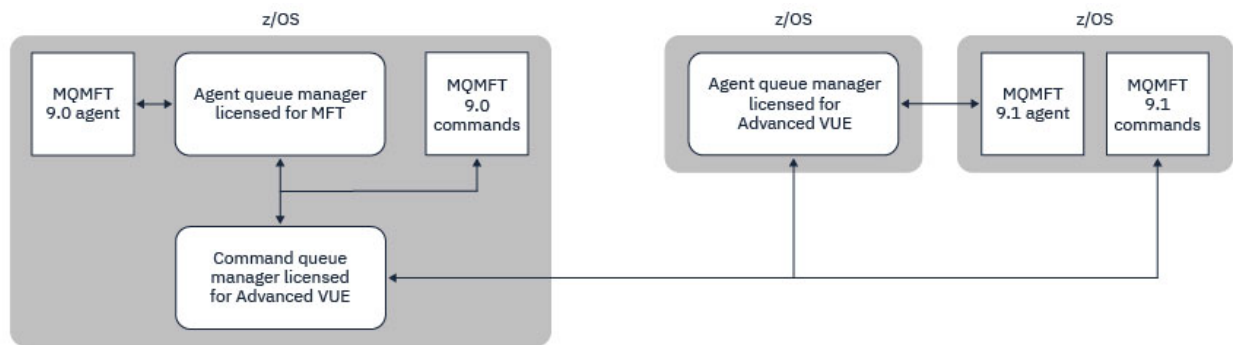 z/OS
MQMFT
9.0 agent
Agent queue manager
licensed for MFT
MQMFT
9.0
commands
Command queue
manager licensed
for Advanced VUE
z/OS
Agent queue manager
licensed for
Advanced VUE
z/OS
MQMFT
9.1 agent
MQMFT
9.1
commands